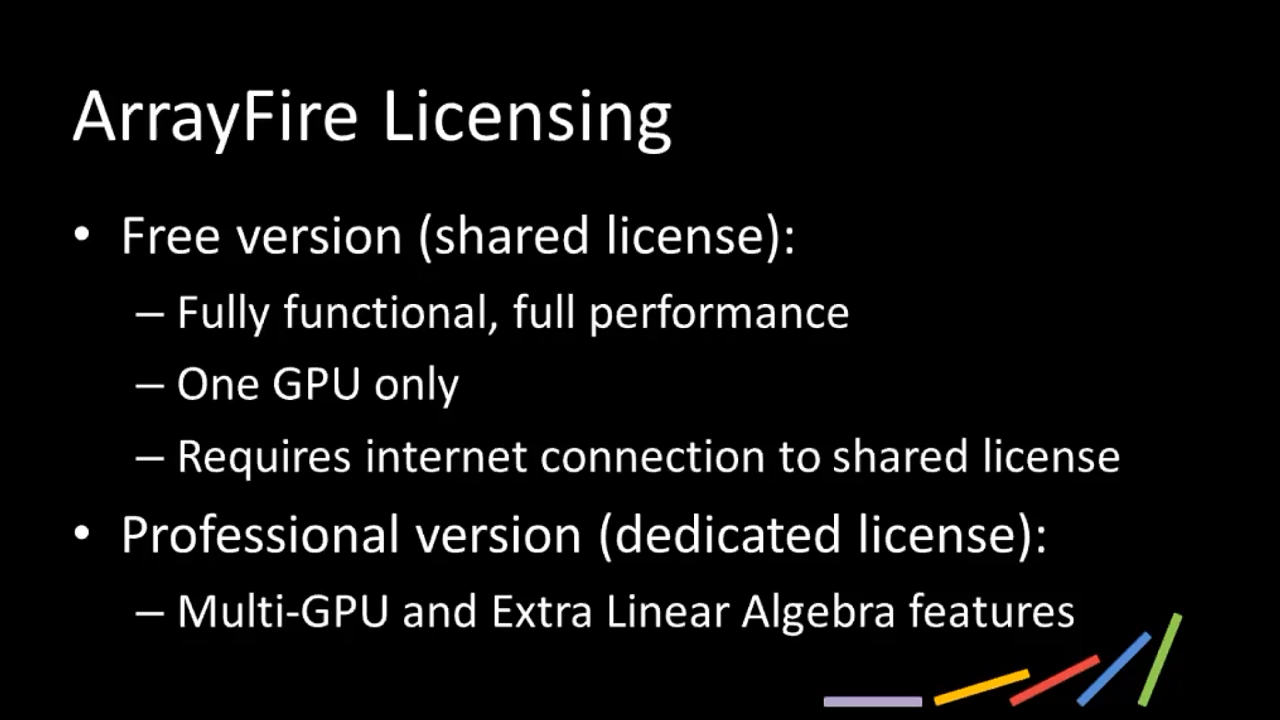 ArrayFire Licensing
• Free version (shared license):
– Fully functional, full performance
– One GPU only
– Requires internet connection to shared license
• Professional version (dedicated license):
– Multi-GPU and Extra Linear Algebra features